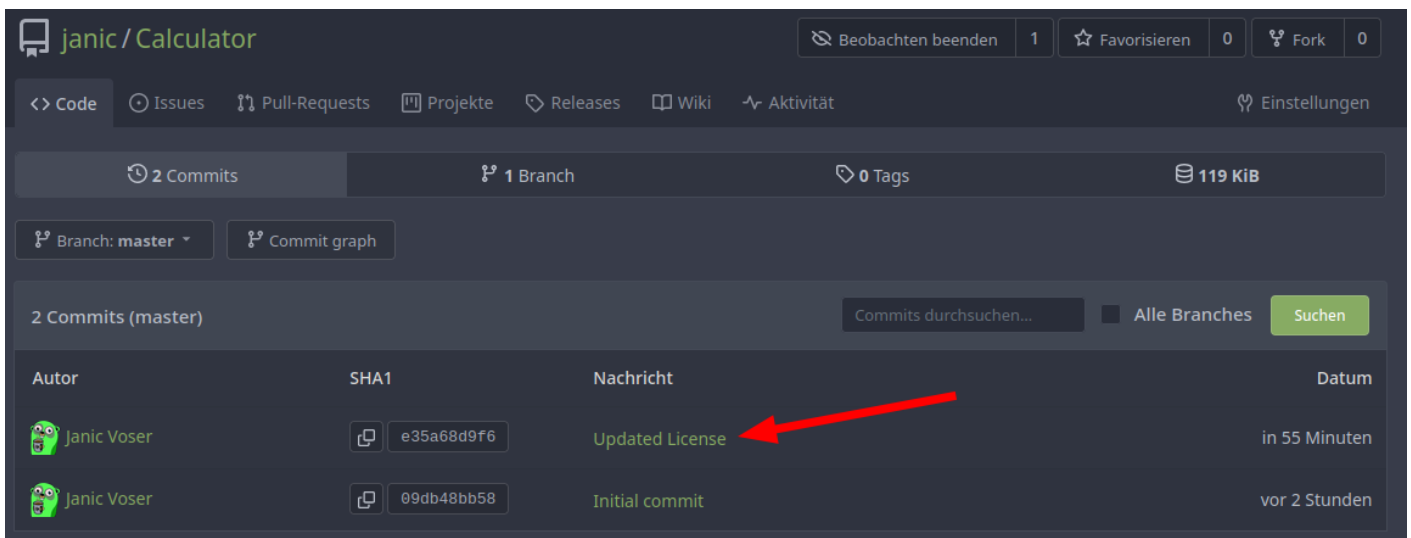 janic / Calculator
Beobachten beenden 1 Favorisieren 0 Fork 0
Code Issues Pull-Requests Projekte Releases Wiki Aktivität Einstellungen
2 Commits 1 Branch 0 Tags 119 KiB
Branch: master Commit graph
2 Commits (master) Commits durchsuchen... Alle Branches Suchen
Autor SHA1 Nachricht Datum
Janic Voser e35a68d9f6 Updated License in 55 Minuten
Janic Voser 09db48bb58 Initial commit vor 2 Stunden